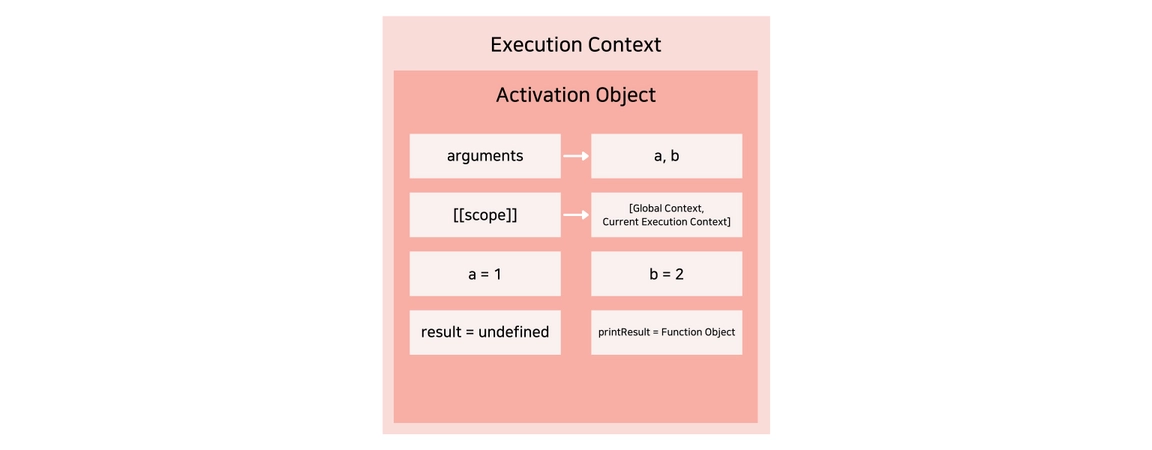 Execution Context
Activation Object
arguments
a, b
[[scope]]
[Global Context,
Current Execution Context]
a = 1
b = 2
result = undefined
printResult = Function Object